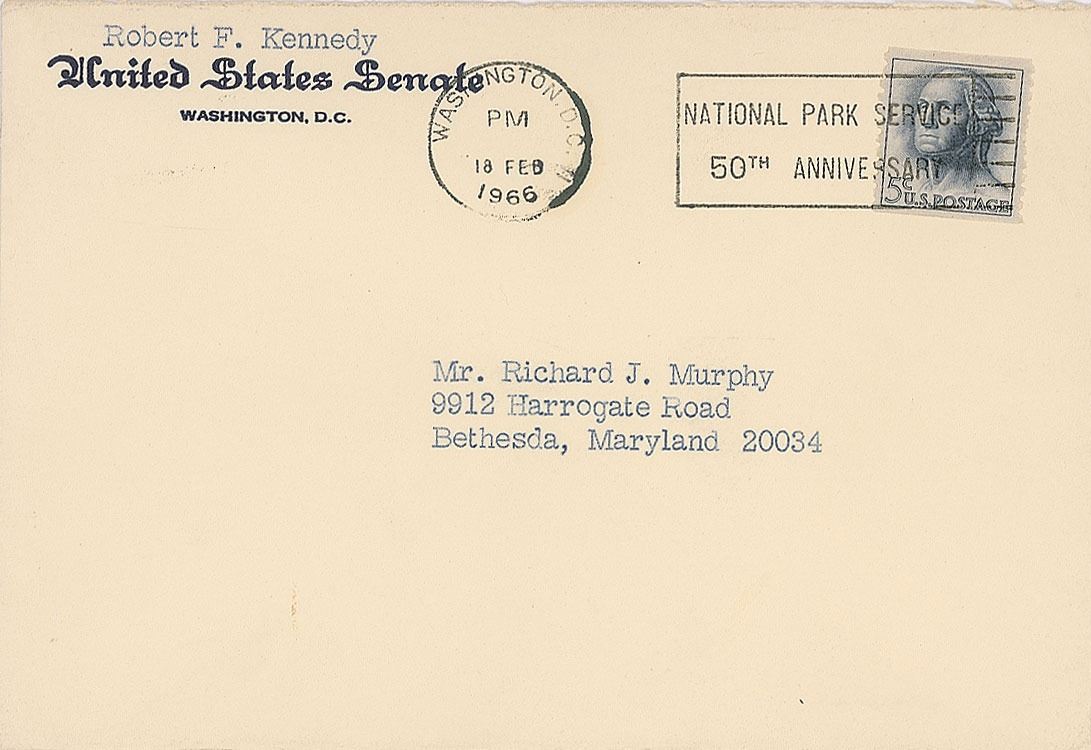 Robert F. Kennedy
United States Senate
WASHINGTON, D.C.
WASHINGTON, D.C.
PM
18 FEB
1966
NATIONAL PARK SERVICE
50TH ANNIVERSARY
5c
U.S. POSTAGE
Mr. Richard J. Murphy
9912 Harrogate Road
Bethesda, Maryland 20034